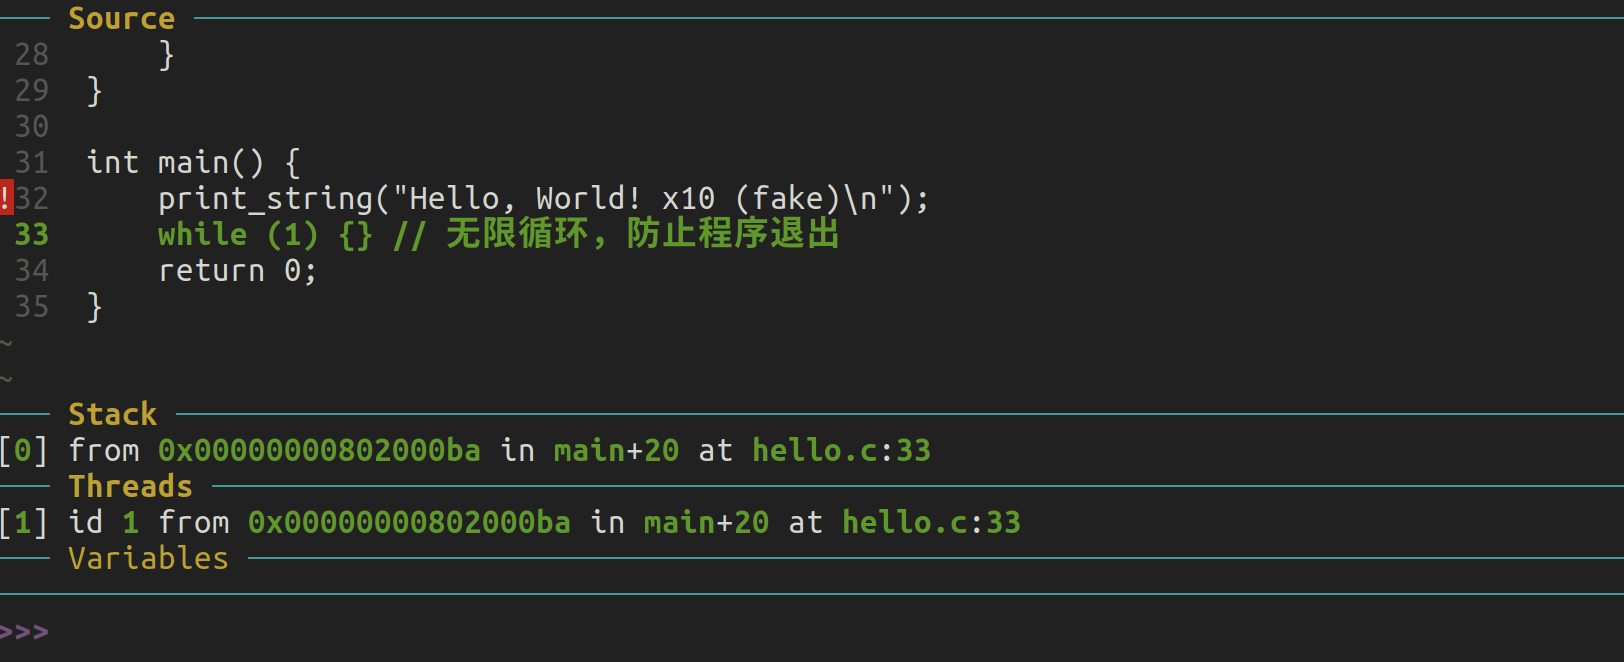 Source
28         }
29     }
30
31     int main() {
!32         print_string("Hello, World! x10 (fake)\n");
33         while (1) {} // 无限循环，防止程序退出
34         return 0;
35     }
~
~
Stack
[0] from 0x00000000802000ba in main+20 at hello.c:33
Threads
[1] id 1 from 0x00000000802000ba in main+20 at hello.c:33
Variables
>>>